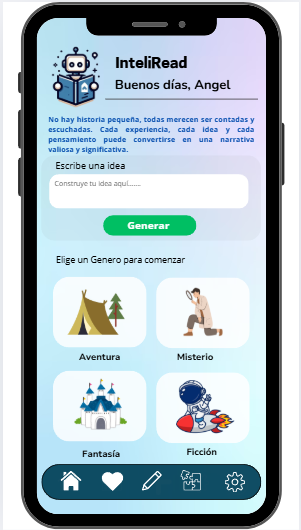 InteliRead
Buenos días, Angel
No hay historia pequeña, todas merecen ser contadas y
escuchadas. Cada experiencia, cada idea y cada
pensamiento puede convertirse en una narrativa
valiosa y significativa.
Escribe una idea
Construye tu idea aquí.......
Generar
Elige un Genero para comenzar
Aventura
Misterio
Fantasía
Ficción